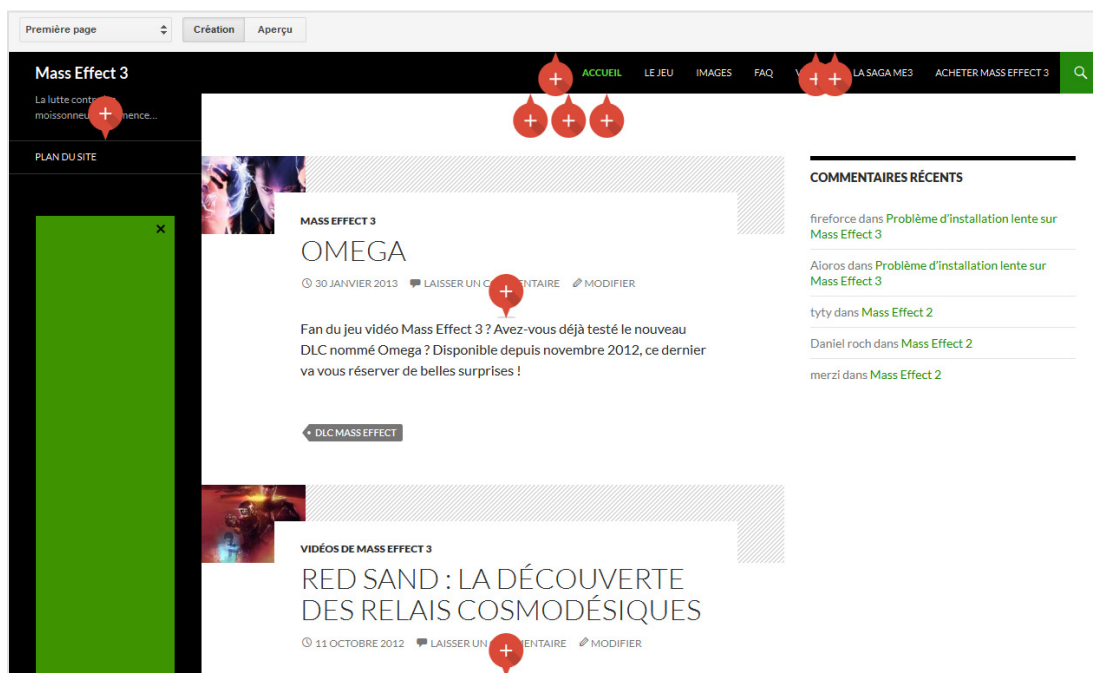 Première page
Création
Aperçu
Mass Effect 3
ACCUEIL
LE JEU
IMAGES
FAQ
LA SAGA ME3
ACHETER MASS EFFECT 3
La lutte
moissonneu
PLAN DU SITE
MASS EFFECT 3
OMEGA
30 JANVIER 2013
LAISSER UN
MODIFIER
Fan du jeu vidéo Mass Effect 3 ? Avez-vous déjà testé le nouveau
DLC nommé Omega ? Disponible depuis novembre 2012, ce dernier
va vous réserver de belles surprises !
DLC MASS EFFECT
VIDÉOS DE MASS EFFECT 3
RED SAND : LA DÉCOUVERTE
DES RELAIS COSMODÉSIQUES
11 OCTOBRE 2012
LAISSER UN
MODIFIER
COMMENTAIRES RÉCENTS
fireforce dans Problème d'installation lente sur
Mass Effect 3
Aioros dans Problème d'installation lente sur
Mass Effect 3
tyty dans Mass Effect 2
Daniel roch dans Mass Effect 2
merzi dans Mass Effect 2